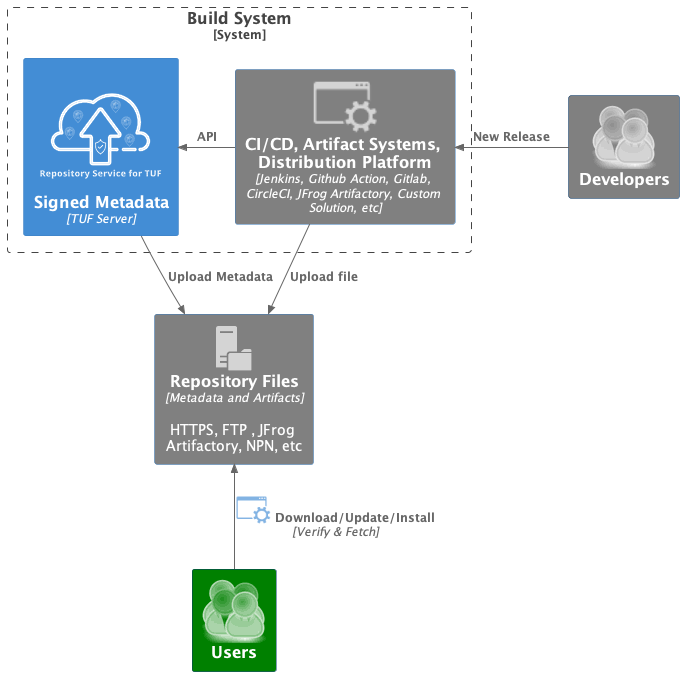 Build System
[System]
Repository Service for TUF
Signed Metadata
[TUF Server]
API
CI/CD, Artifact Systems,
Distribution Platform
[Jenkins, Github Action, Gitlab,
CircleCI, JFrog Artifactory, Custom
Solution, etc]
New Release
Developers
Upload Metadata
Upload file
Repository Files
[Metadata and Artifacts]
HTTPS, FTP , JFrog
Artifactory, NPN, etc
Download/Update/Install
[Verify & Fetch]
Users